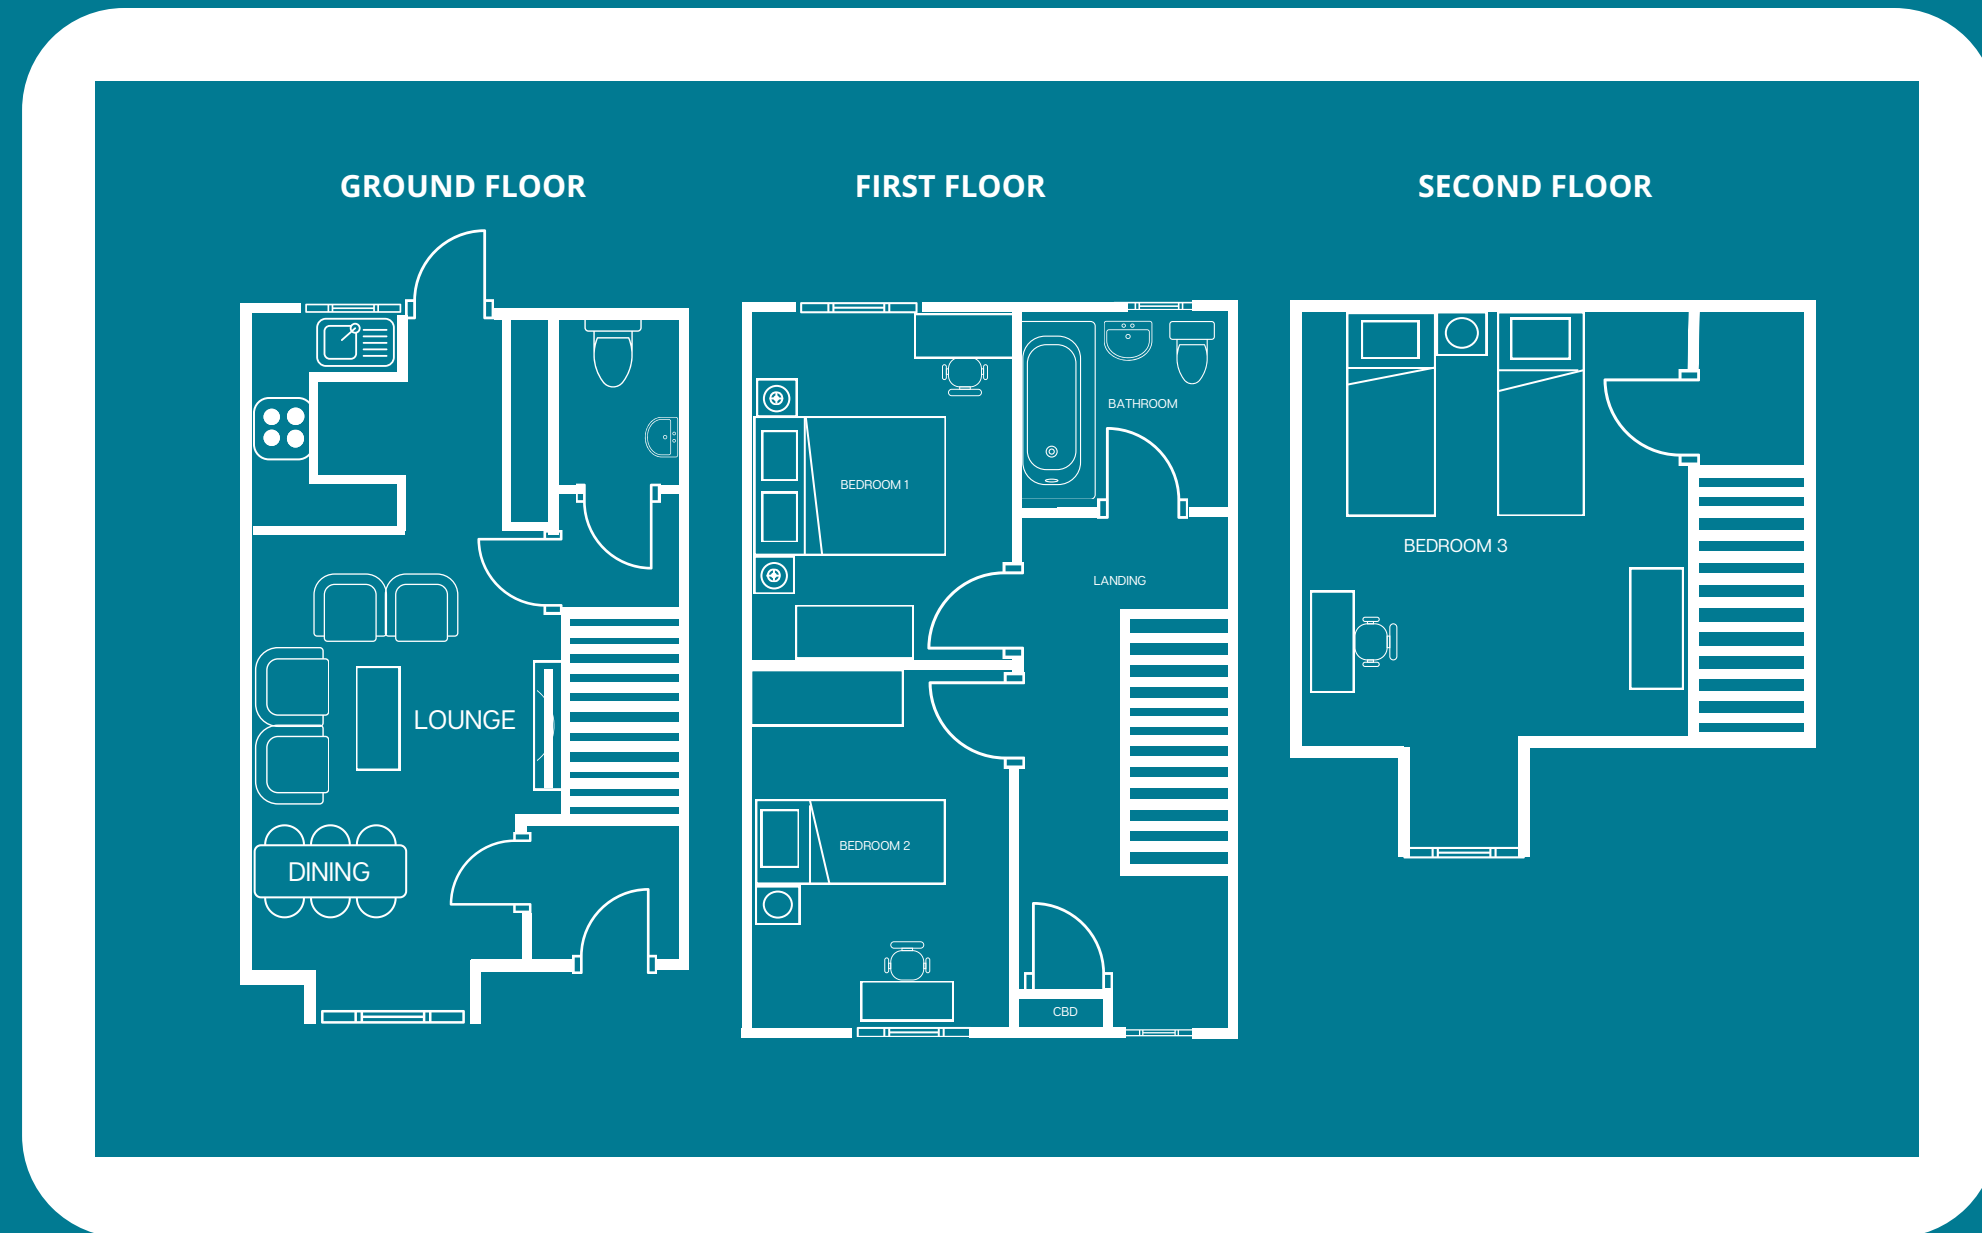 GROUND FLOOR
FIRST FLOOR
SECOND FLOOR
BATHROOM
BEDROOM 1
BEDROOM 3
LANDING
LOUNGE
BEDROOM 2
DINING
CBD